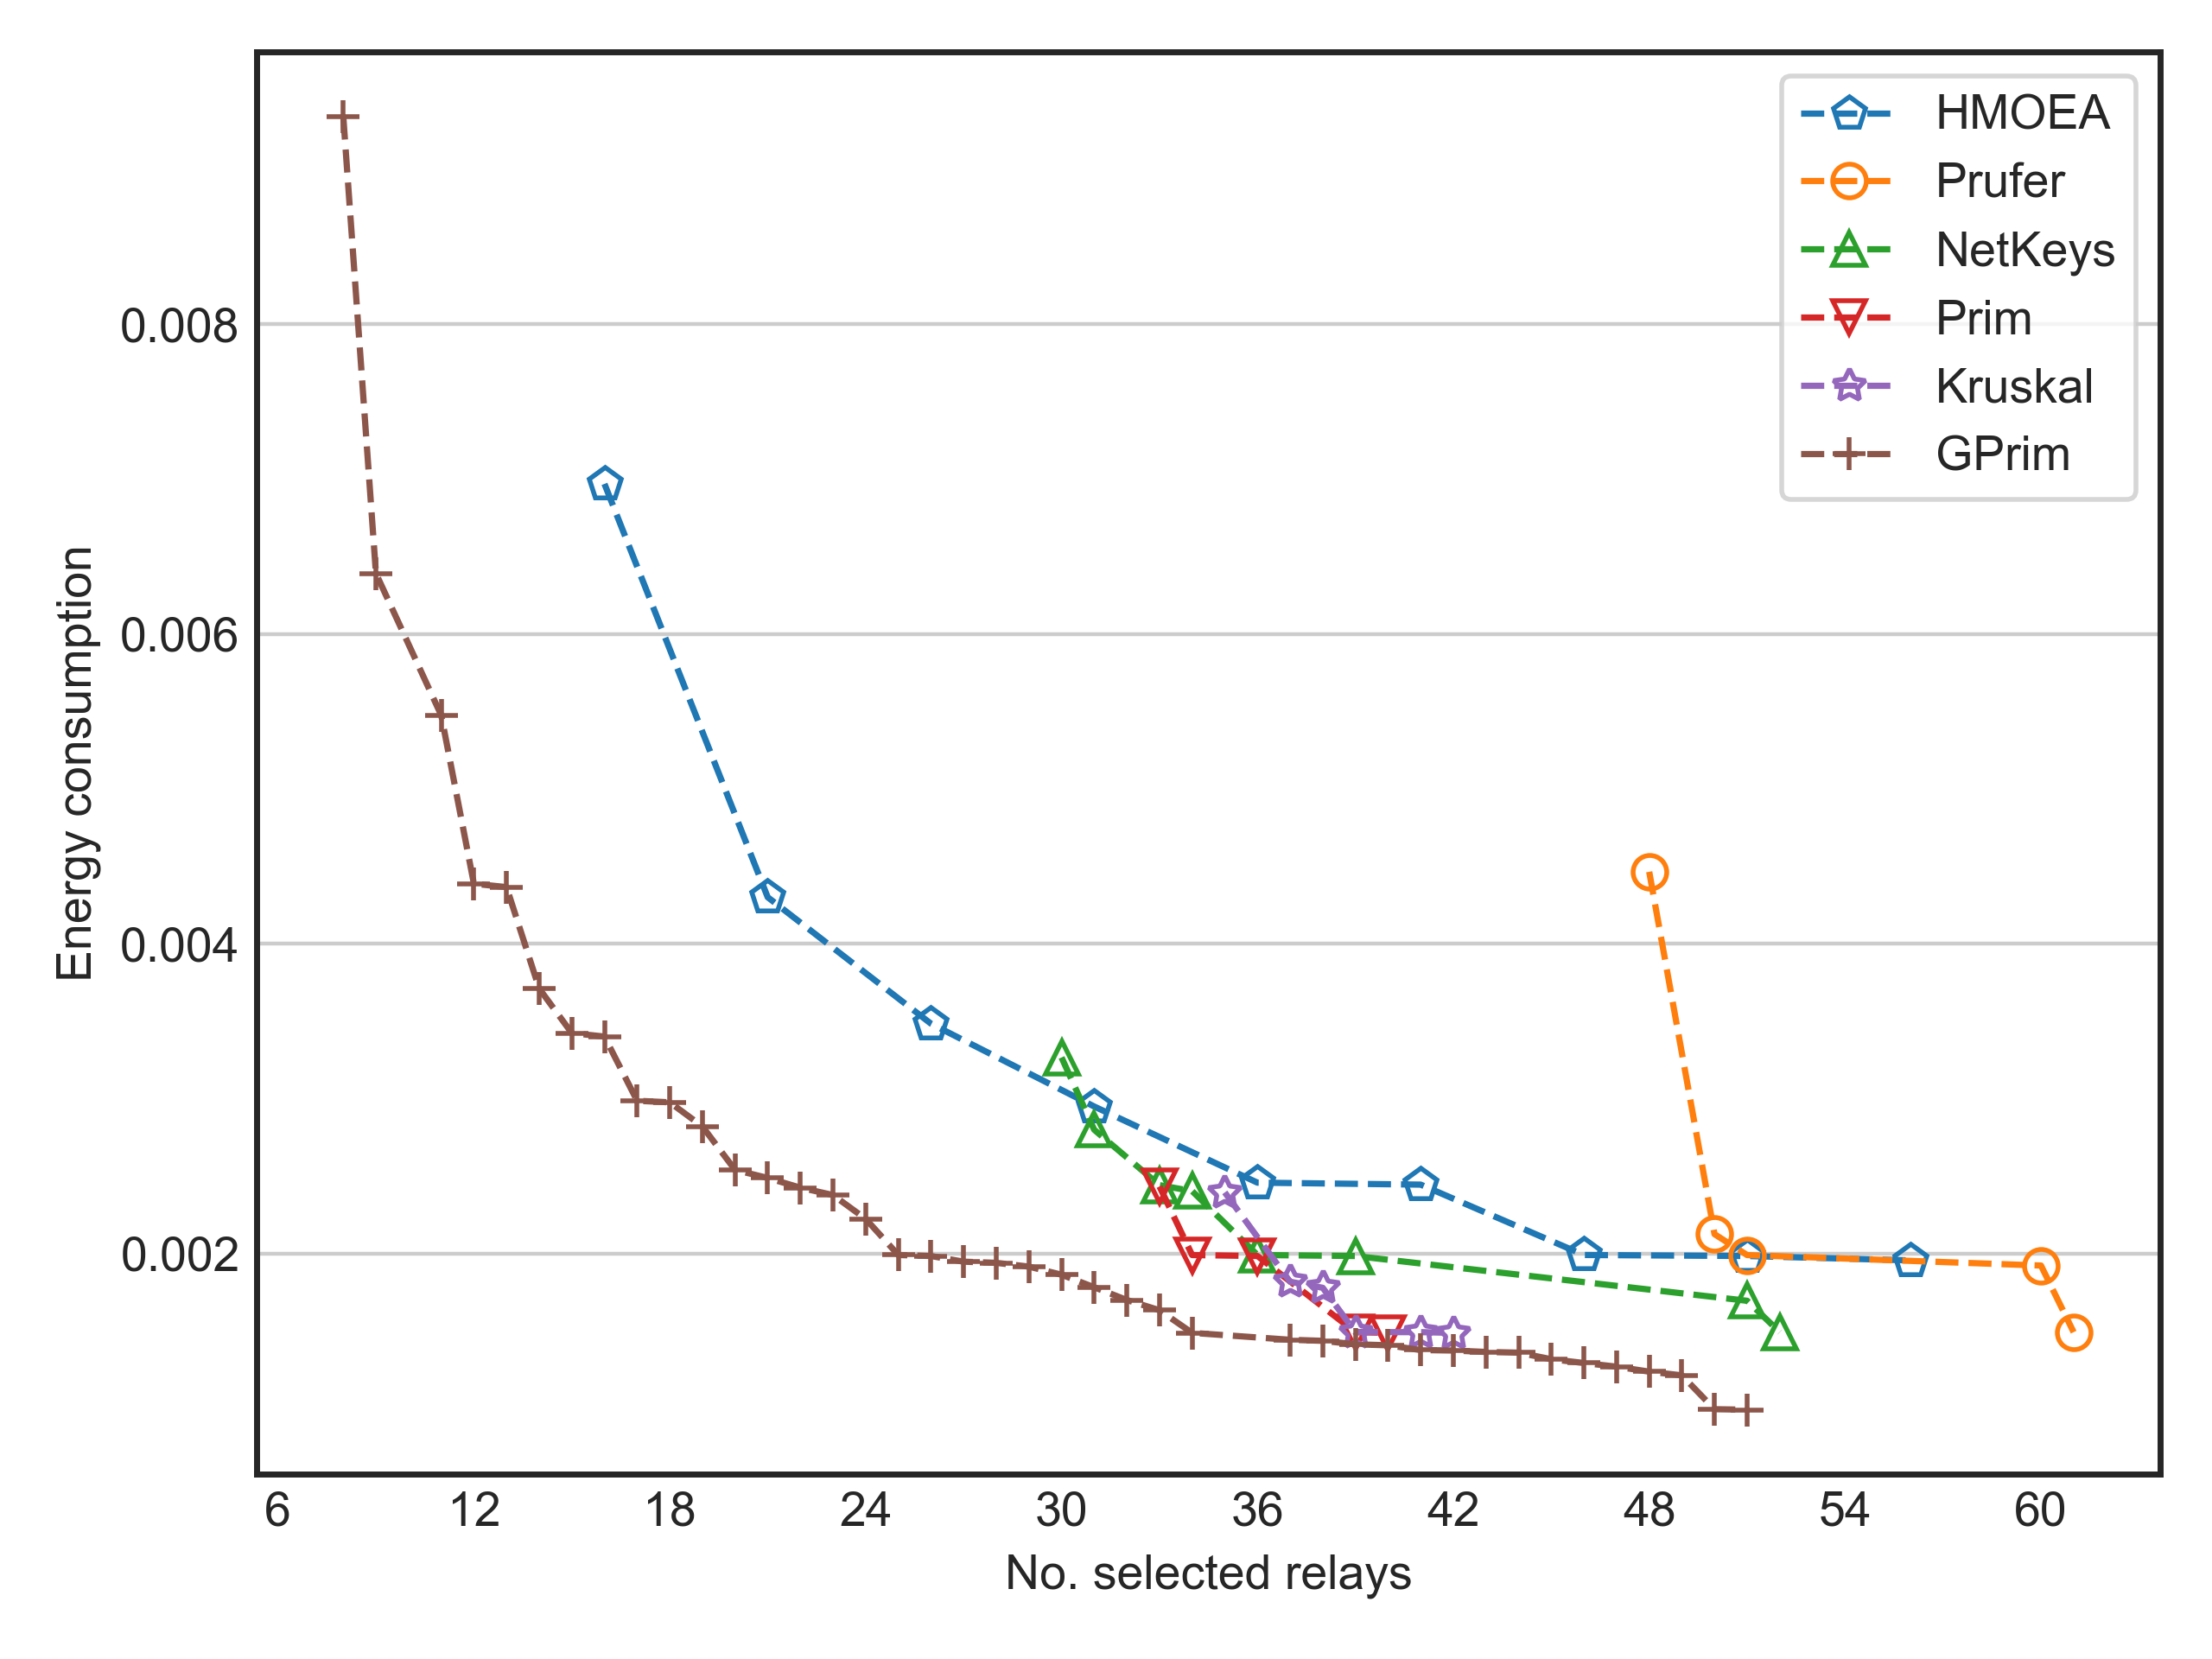 HMOEA
Prufer
NetKeys
Prim
Kruskal
GPrim
Energy consumption
0.008
0.006
0.004
0.002
6 12 18 24 30 36 42 48 54 60
No. selected relays